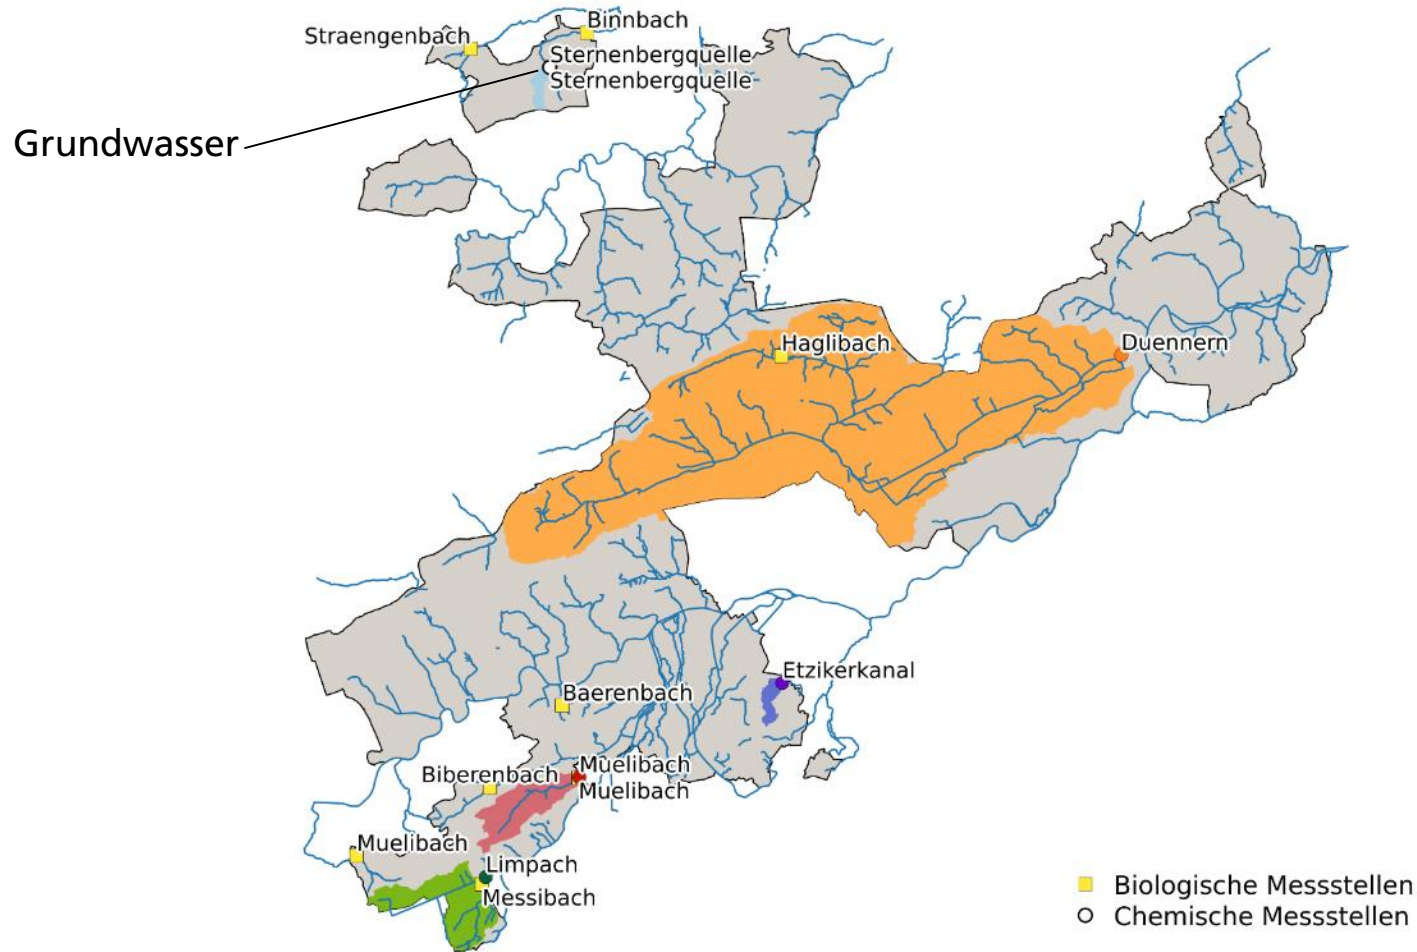 Straengenbach
Binnbach
Sternenbergquelle
Sternenbergquelle
Grundwasser
Haglibach
Duennern
Etzikerkanal
Baerenbach
Muelibach
Biberenbach
Muelibach
Muelibach
Limpach
Messibach
Biologische Messstellen
Chemische Messstellen